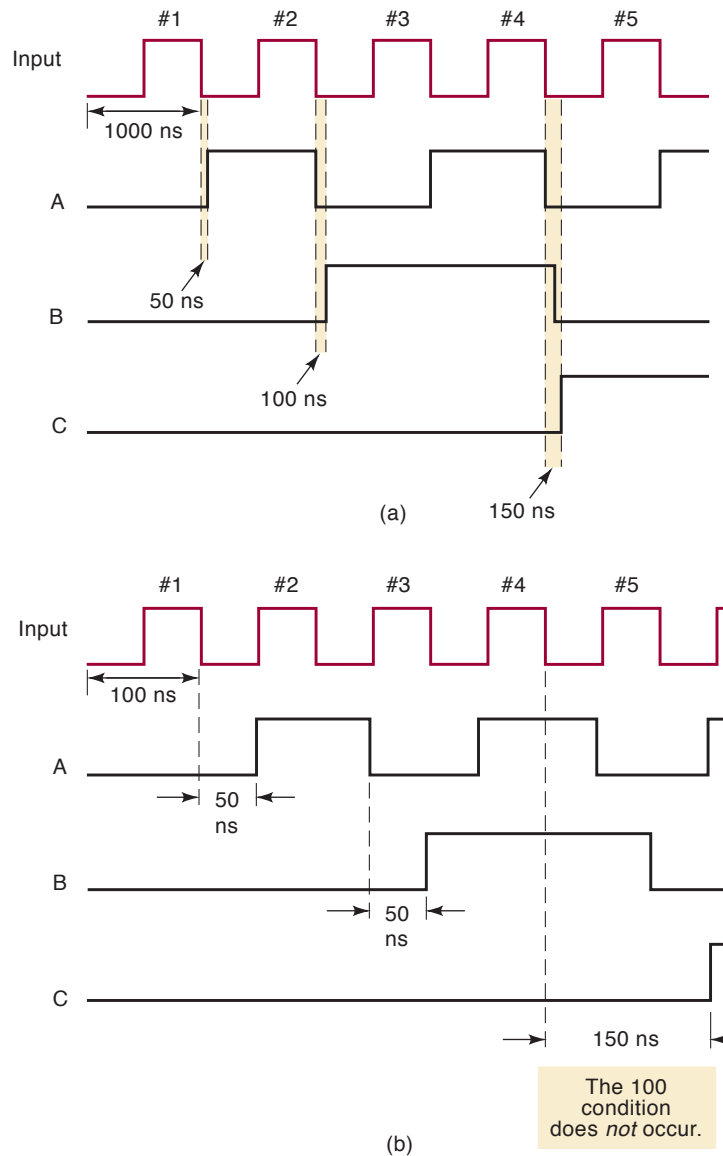 #1 #2 #3 #4 #5
Input
1000 ns
A
50 ns
B
100 ns
C
150 ns
(a)
#1 #2 #3 #4 #5
Input
100 ns
A
50
ns
B
50
ns
C
150 ns
The 100
condition
does not occur.
(b)